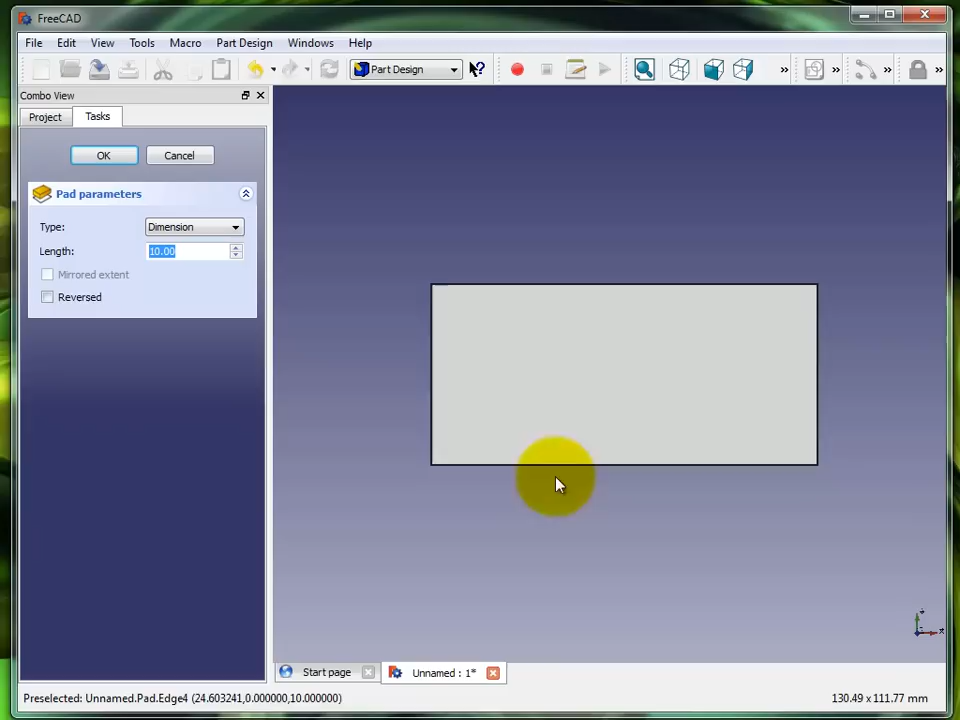 FreeCAD
File Edit View Tools Macro Part Design Windows Help
Part Design
Combo View
Project Tasks
OK Cancel
Pad parameters
Type: Dimension
Length: 10.00
Mirrored extent
Reversed
Start page Unnamed : 1*
Preselected: Unnamed.Pad.Edge4 (24.603241,0.000000,10.000000) 130.49 x 111.77 mm